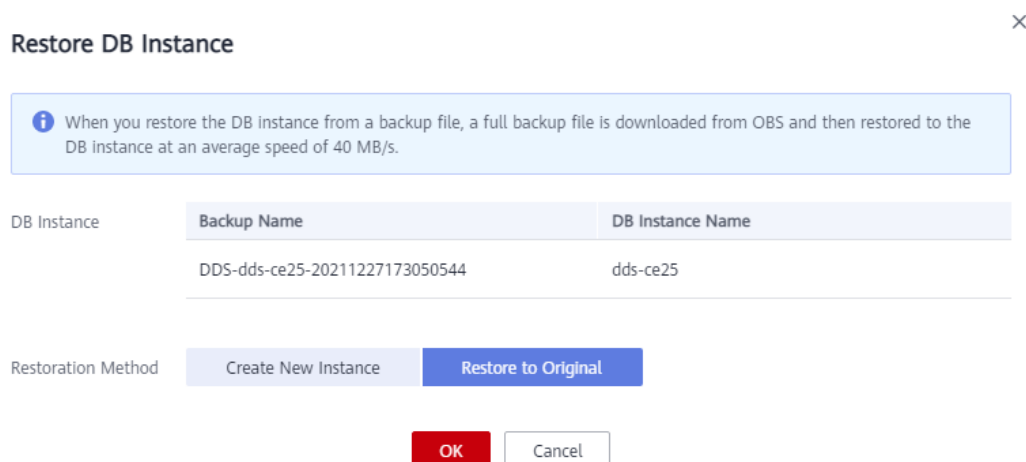 Restore DB Instance
When you restore the DB instance from a backup file, a full backup file is downloaded from OBS and then restored to the
DB instance at an average speed of 40 MB/s.
DB Instance
Backup Name
DB Instance Name
DDS-dds-ce25-20211227173050544
dds-ce25
Restoration Method
Create New Instance
Restore to Original
OK
Cancel